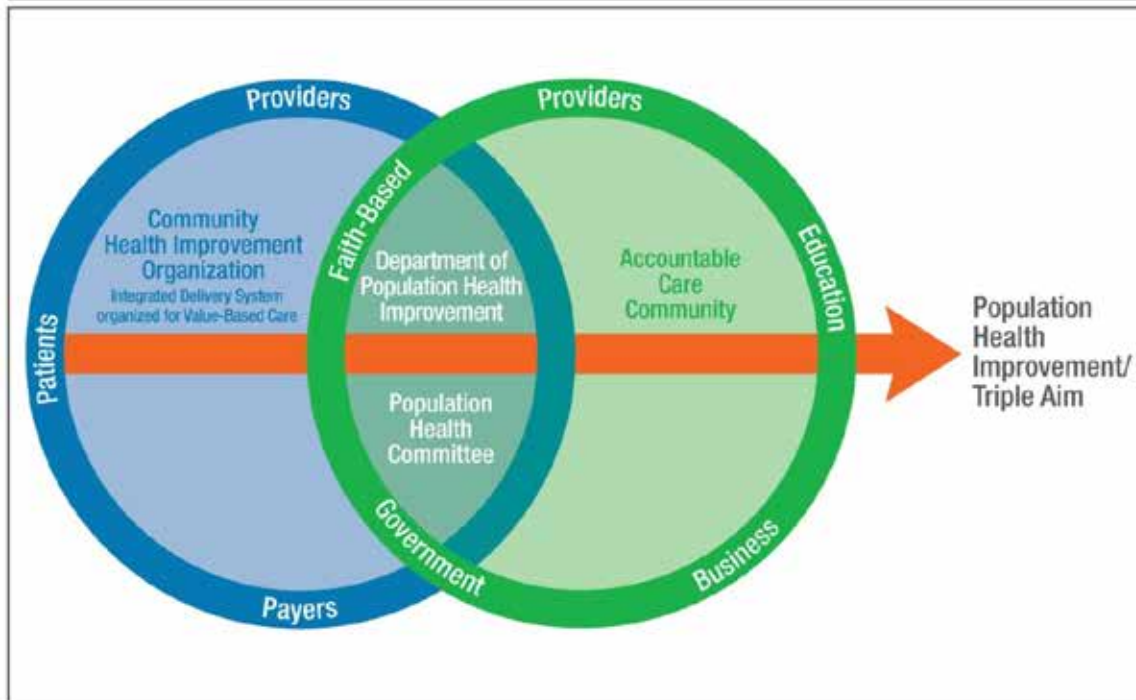 Providers
Patients
Payers
Community
Health Improvement
Organization
Integrated Delivery System
organized for Value-Based Care
Faith-Based
Government
Department of
Population Health
Improvement
Population
Health
Committee
Providers
Education
Business
Accountable
Care
Community
Population
Health
Improvement/
Triple Aim